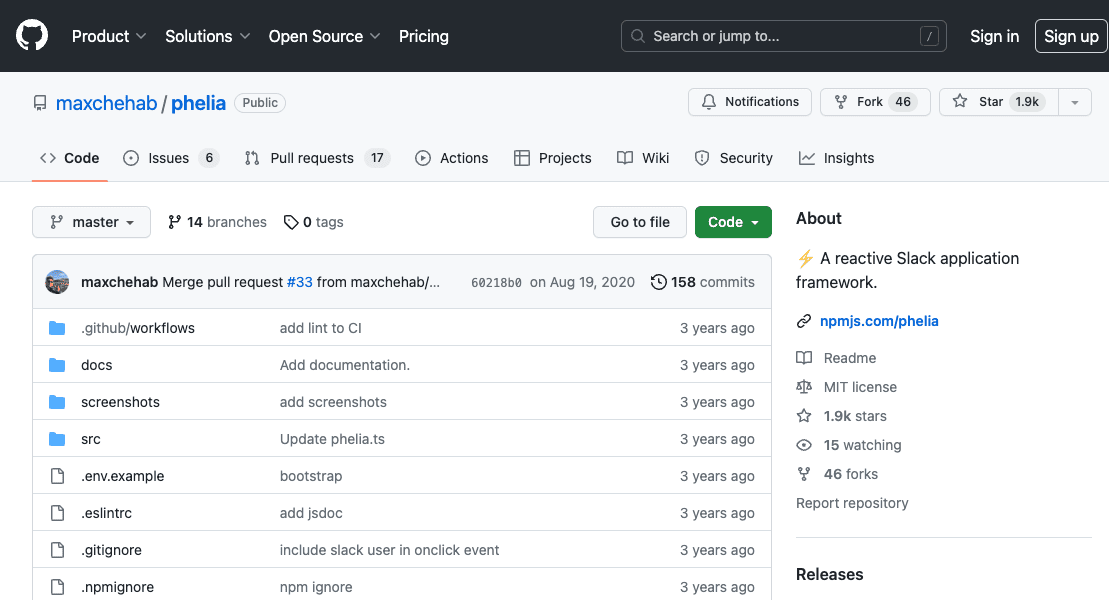 Product Solutions Open Source Pricing Search or jump to... / Sign in Sign up
maxchehab / phelia Public Notifications Fork 46 Star 1.9k
Code Issues 6 Pull requests 17 Actions Projects Wiki Security Insights
master 14 branches 0 tags Go to file Code
maxchehab Merge pull request #33 from maxchehab/... 60218b0 on Aug 19, 2020 158 commits
.github/workflows add lint to CI 3 years ago
docs Add documentation. 3 years ago
screenshots add screenshots 3 years ago
src Update phelia.ts 3 years ago
.env.example bootstrap 3 years ago
.eslintrc add jsdoc 3 years ago
.gitignore include slack user in onclick event 3 years ago
.npmignore npm ignore 3 years ago
About
⚡ A reactive Slack application
framework.
npmjs.com/phelia
Readme
MIT license
1.9k stars
15 watching
46 forks
Report repository
Releases